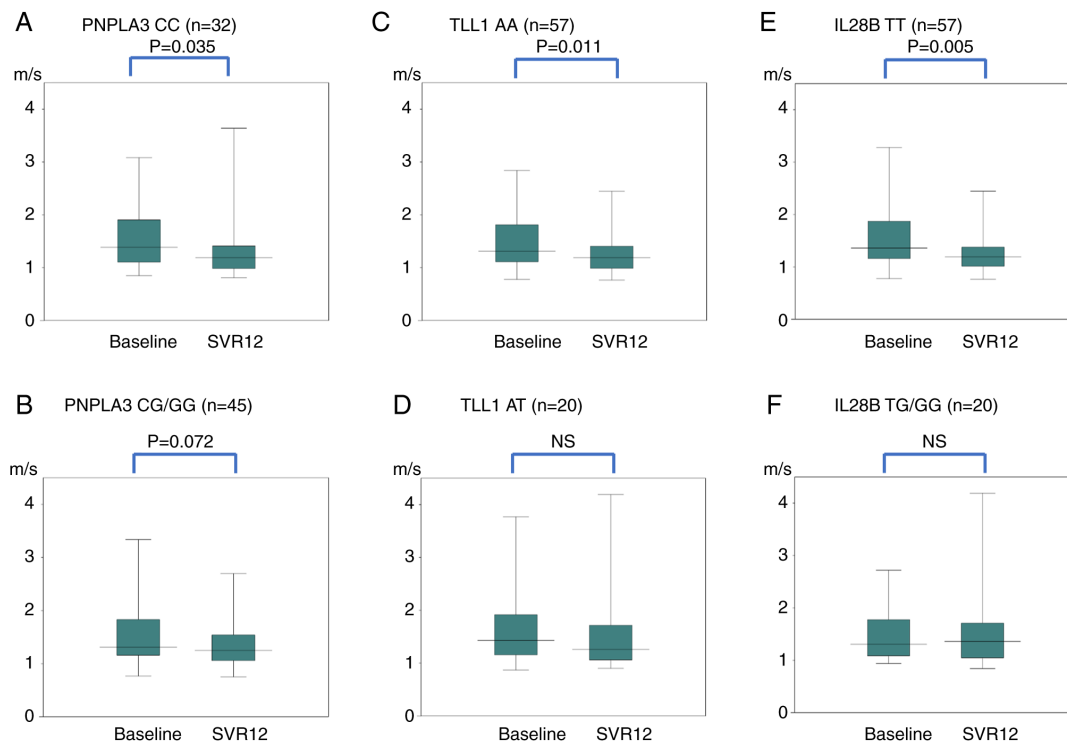 A PNPLA3 CC (n=32)
P=0.035
m/s
4
3
2
1
0
Baseline SVR12
C TLL1 AA (n=57)
P=0.011
m/s
4
3
2
1
0
Baseline SVR12
E IL28B TT (n=57)
P=0.005
m/s
4
3
2
1
0
Baseline SVR12
B PNPLA3 CG/GG (n=45)
P=0.072
m/s
4
3
2
1
0
Baseline SVR12
D TLL1 AT (n=20)
NS
m/s
4
3
2
1
0
Baseline SVR12
F IL28B TG/GG (n=20)
NS
m/s
4
3
2
1
0
Baseline SVR12